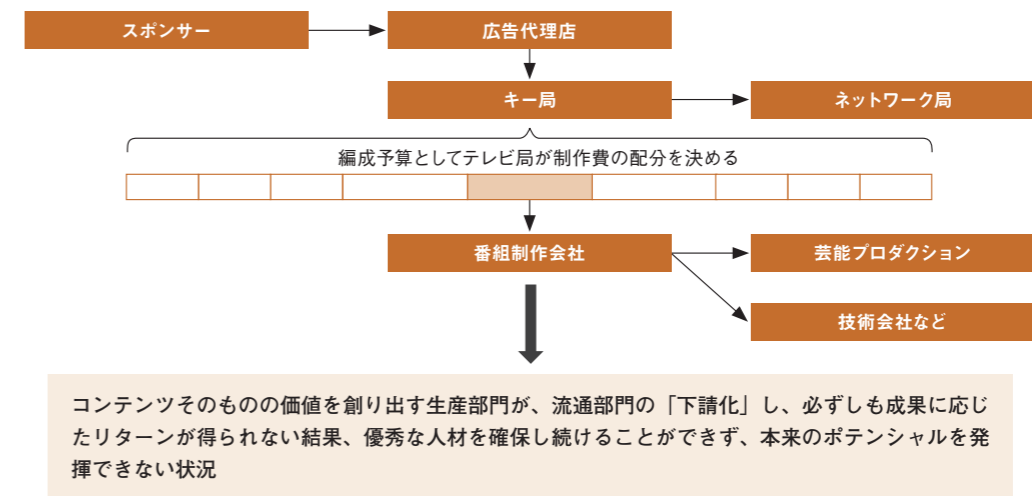 スポンサー
広告代理店
キー局
ネットワーク局
編成予算としてテレビ局が制作費の配分を決める
番組制作会社
芸能プロダクション
技術会社など
コンテンツそのものの価値を創り出す生産部門が、流通部門の「下請化」し、必ずしも成果に応じ
たリターンが得られない結果、優秀な人材を確保し続けることができず、本来のポテンシャルを発
揮できない状況